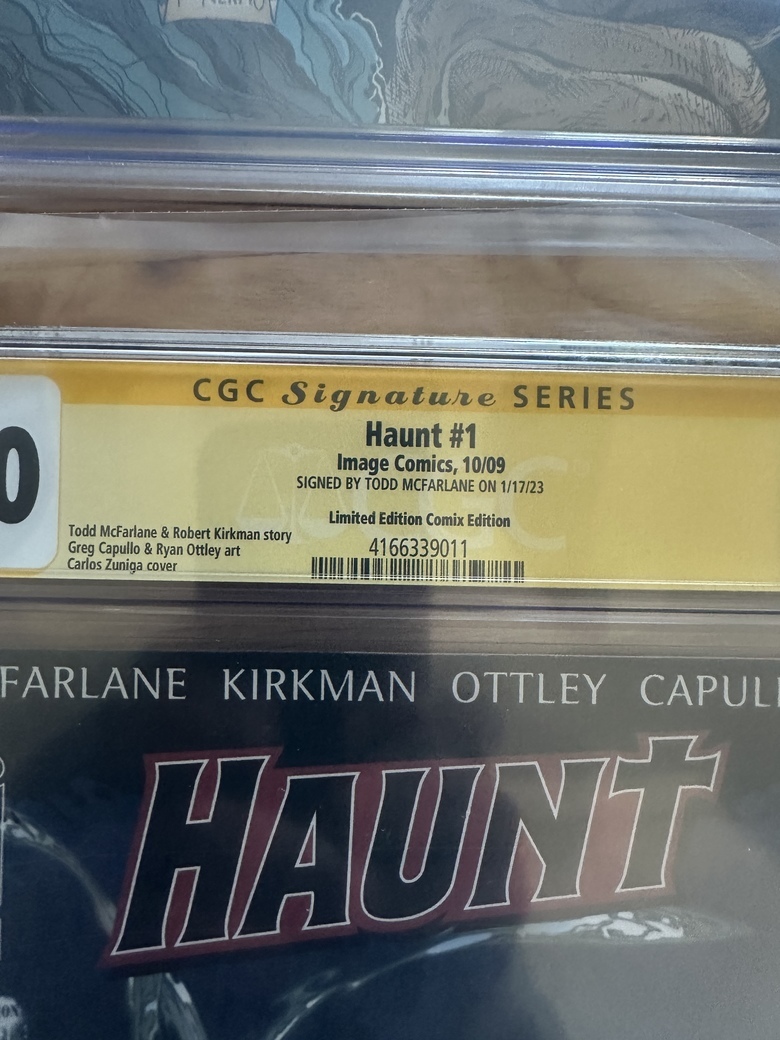 CGC Signature SERIES
0
Haunt #1
Image Comics, 10/09
SIGNED BY TODD MCFARLANE ON 1/17/23
Limited Edition Comix Edition
Todd McFarlane & Robert Kirkman story
Greg Capullo & Ryan Ottley art
Carlos Zuniga cover
4166339011
FARLANE KIRKMAN OTTLEY CAPUL
HAUNT